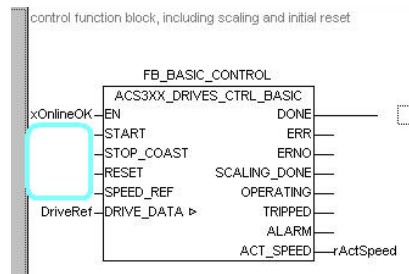 control function block, including scaling and initial reset
FB_BASIC_CONTROL
ACS3XX_DRIVES_CTRL_BASIC
xOnlineOK EN DONE
START ERR
STOP_COAST ERNO
RESET SCALING_DONE
SPEED_REF OPERATING
DriveRef DRIVE_DATA ▷ TRIPPED
ALARM
ACT_SPEED rActSpeed